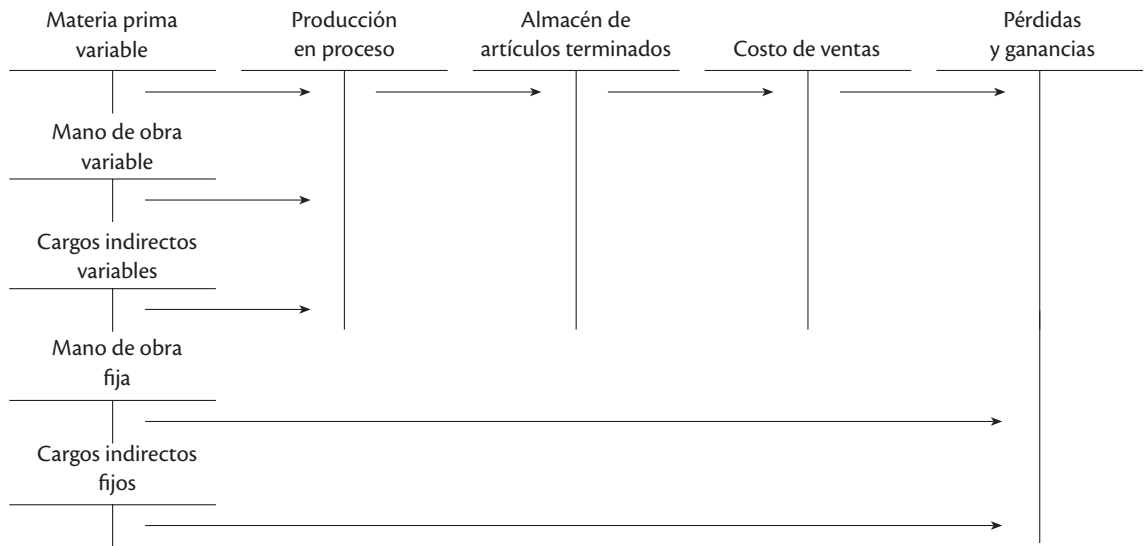 Materia prima
variable
Producción
en proceso
Almacén de
artículos terminados
Costo de ventas
Pérdidas
y ganancias
Mano de obra
variable
Cargos indirectos
variables
Mano de obra
fija
Cargos indirectos
fijos